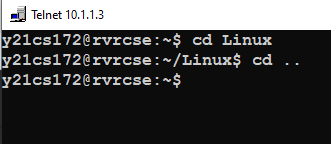 Telnet 10.1.1.3
y21cs172@rvrcse:~$ cd Linux
y21cs172@rvrcse:~/Linux$ cd ..
y21cs172@rvrcse:~$